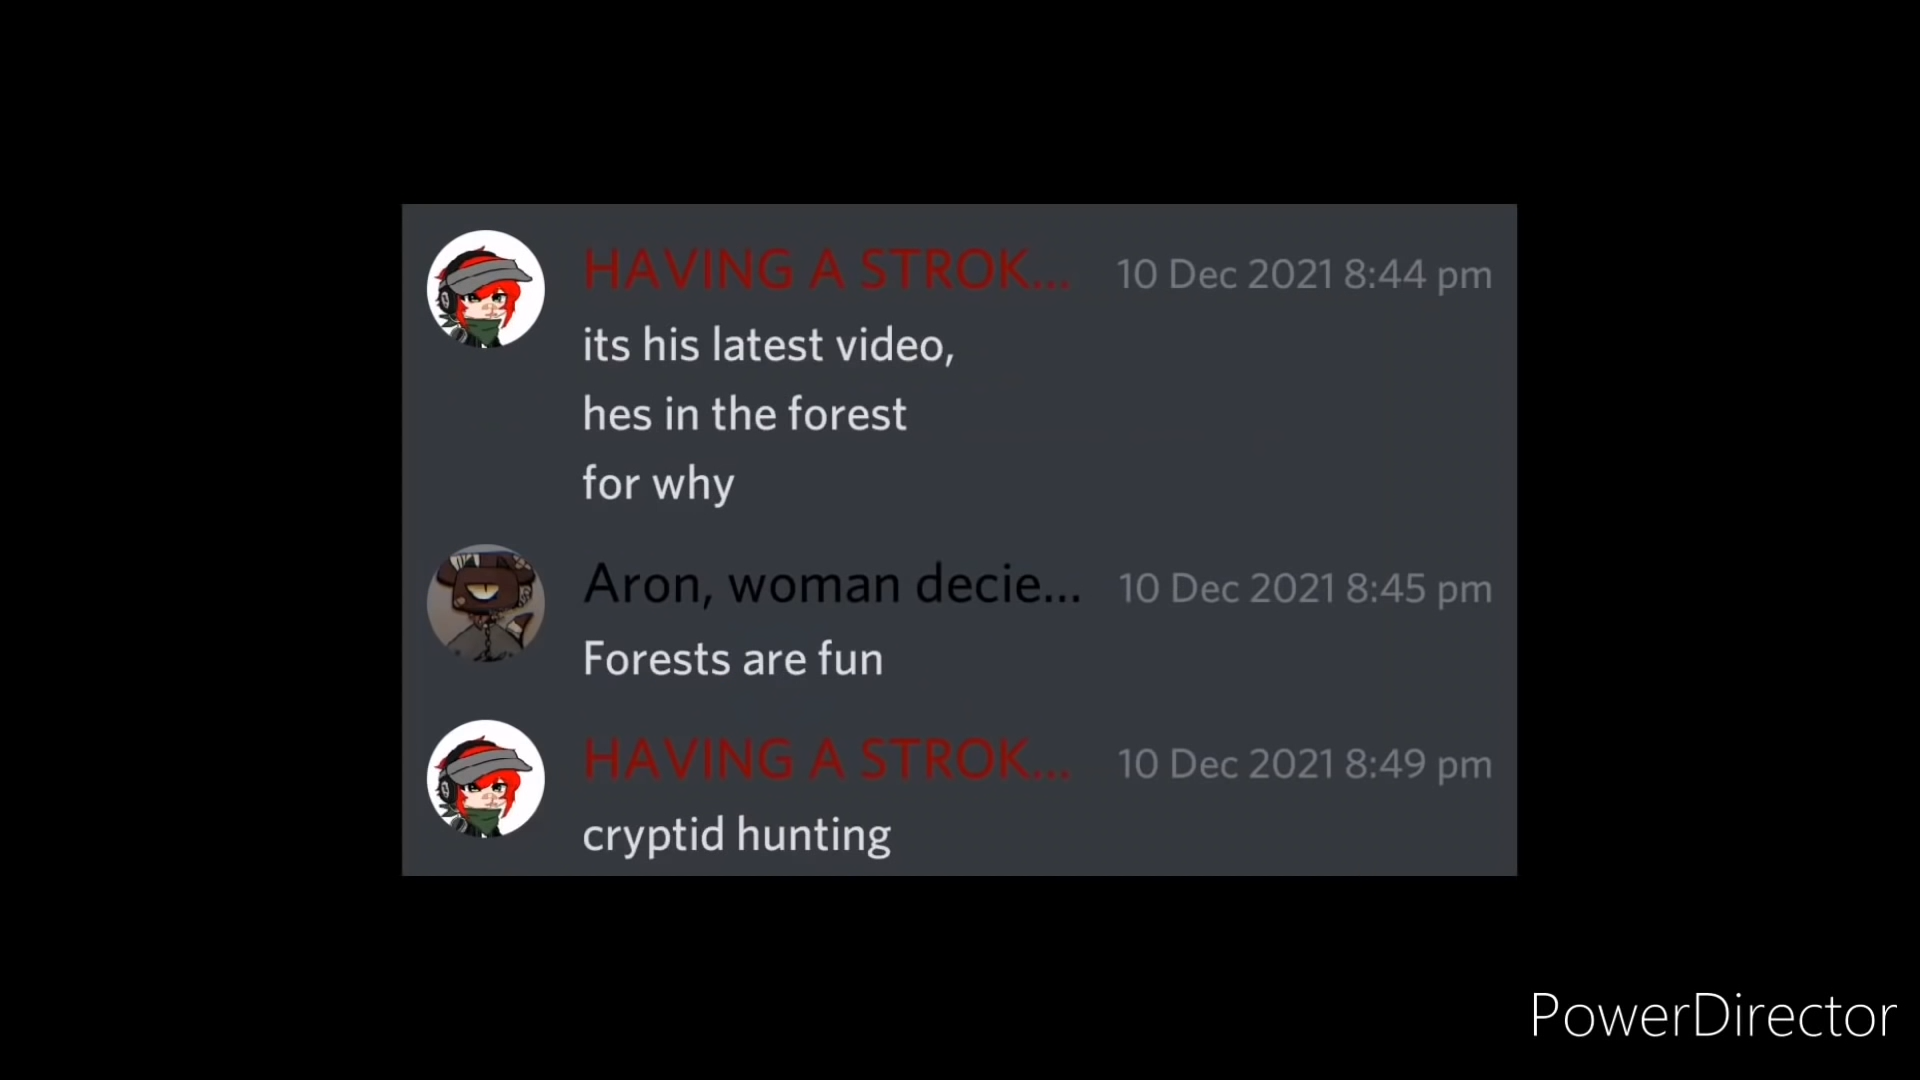 HAVING A STROK... 10 Dec 2021 8:44 pm
its his latest video,
hes in the forest
for why
Aron, woman decie... 10 Dec 2021 8:45 pm
Forests are fun
HAVING A STROK... 10 Dec 2021 8:49 pm
cryptid hunting
PowerDirector